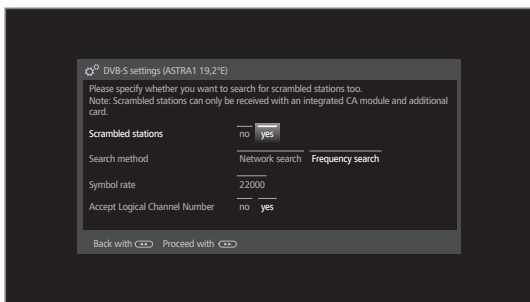 DVB-S settings (ASTRA1 19,2°E)
Please specify whether you want to search for scrambled stations too.
Note: Scrambled stations can only be received with an integrated CA module and additional
card.
Scrambled stations no yes
Search method Network search Frequency search
Symbol rate 22000
Accept Logical Channel Number no yes
Back with Proceed with